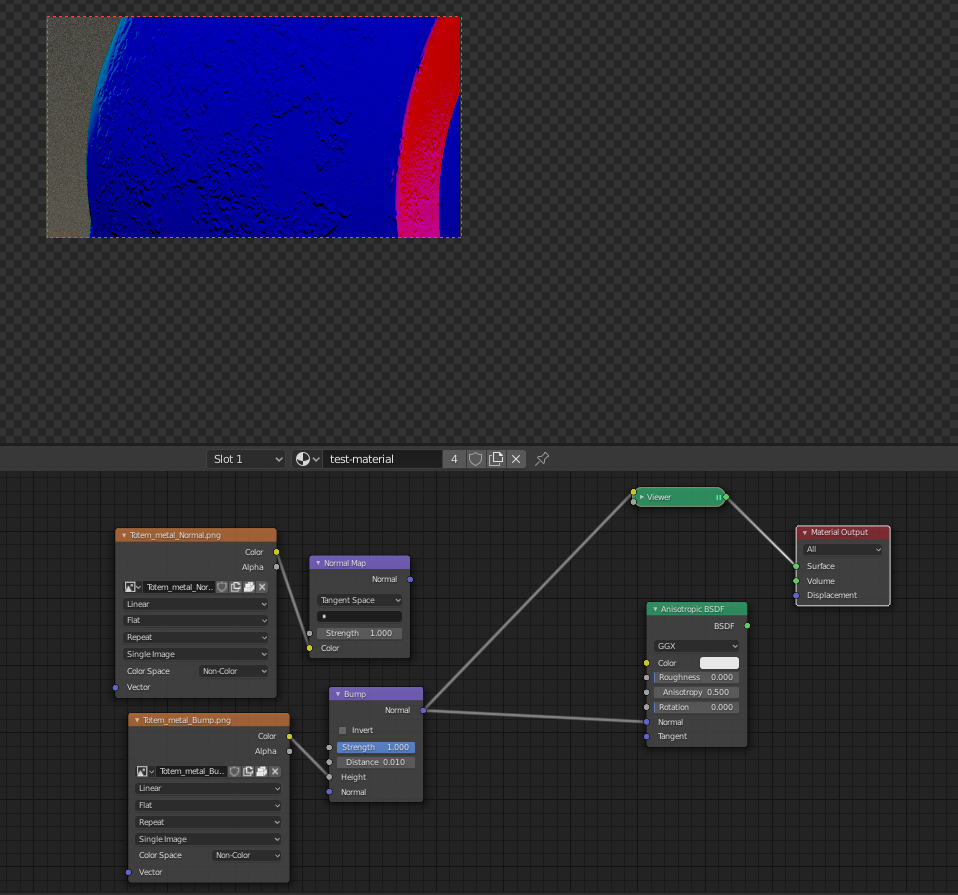 Slot 1
test-material
4
Viewer
Material Output
All
Surface
Volume
Displacement
Totem_metal_Normal.png
Color
Alpha
Totem_metal_Nor..
Linear
Flat
Repeat
Single Image
Color Space Non-Color
Vector
Normal Map
Normal
Tangent Space
Strength 1.000
Color
Anisotropic BSDF
BSDF
GGX
Color
Roughness 0.000
Anisotropy 0.500
Rotation 0.000
Normal
Tangent
Bump
Normal
Invert
Strength 1.000
Distance 0.010
Height
Normal
Totem_metal_Bump.png
Color
Alpha
Totem_metal_Bu..
Linear
Flat
Repeat
Single Image
Color Space Non-Color
Vector